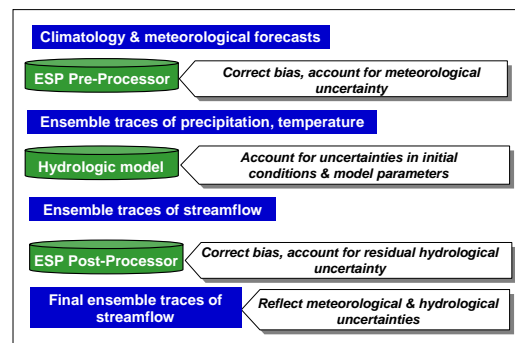 Climatology & meteorological forecasts
ESP Pre-Processor
Correct bias, account for meteorological
uncertainty
Ensemble traces of precipitation, temperature
Hydrologic model
Account for uncertainties in initial
conditions & model parameters
Ensemble traces of streamflow
ESP Post-Processor
Correct bias, account for residual hydrological
uncertainty
Final ensemble traces of
streamflow
Reflect meteorological & hydrological
uncertainties